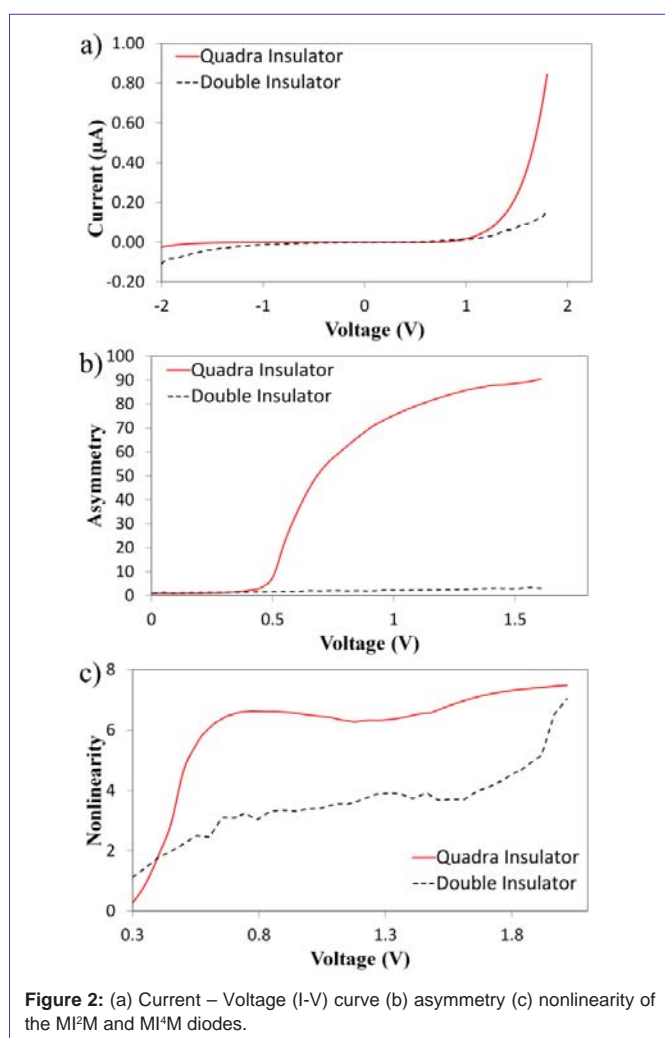 a)
1.00
0.80
0.60
0.40
0.20
0.00
-0.20
Current (µA)
Quadra Insulator
Double Insulator
-2
-1
0
1
2
Voltage (V)
b)
100
90
80
70
60
50
40
30
20
10
0
Asymmetry
Quadra Insulator
Double Insulator
0
0.5
1
1.5
Voltage (V)
c)
8
6
4
2
0
Nonlinearity
Quadra Insulator
Double Insulator
0.3
0.8
1.3
1.8
Voltage (V)
Figure 2: (a) Current – Voltage (I-V) curve (b) asymmetry (c) nonlinearity of
the MI²M and MI⁴M diodes.